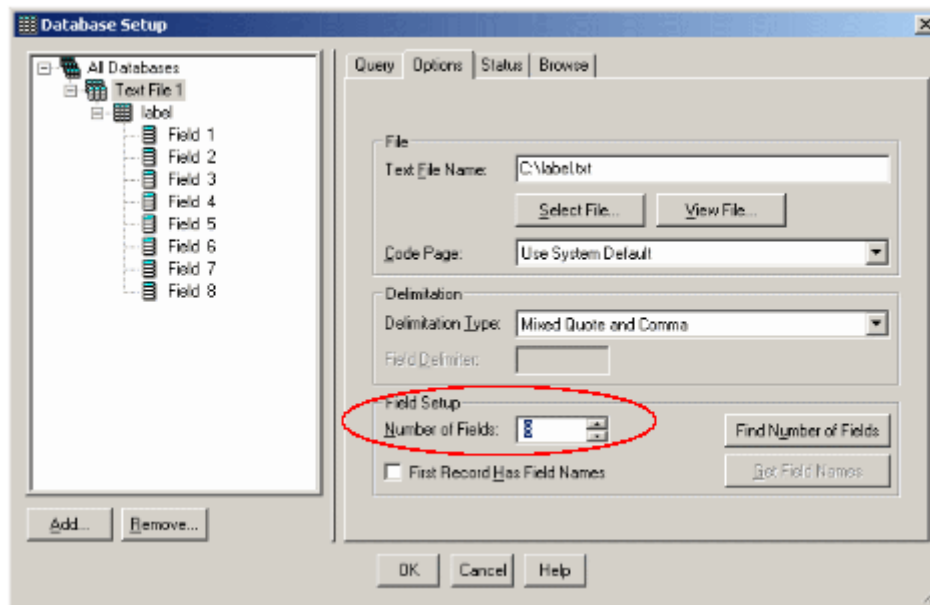 Database Setup
All Databases
Text File 1
label
Field 1
Field 2
Field 3
Field 4
Field 5
Field 6
Field 7
Field 8
Add...
Remove...
Query Options Status Browse
File
Text File Name: C:\label.txt
Select File... View File...
Code Page: Use System Default
Delimitation
Delimitation Type: Mixed Quote and Comma
Field Delimiter:
Field Setup
Number of Fields: 8
Find Number of Fields
First Record Has Field Names
Get Field Names
OK Cancel Help